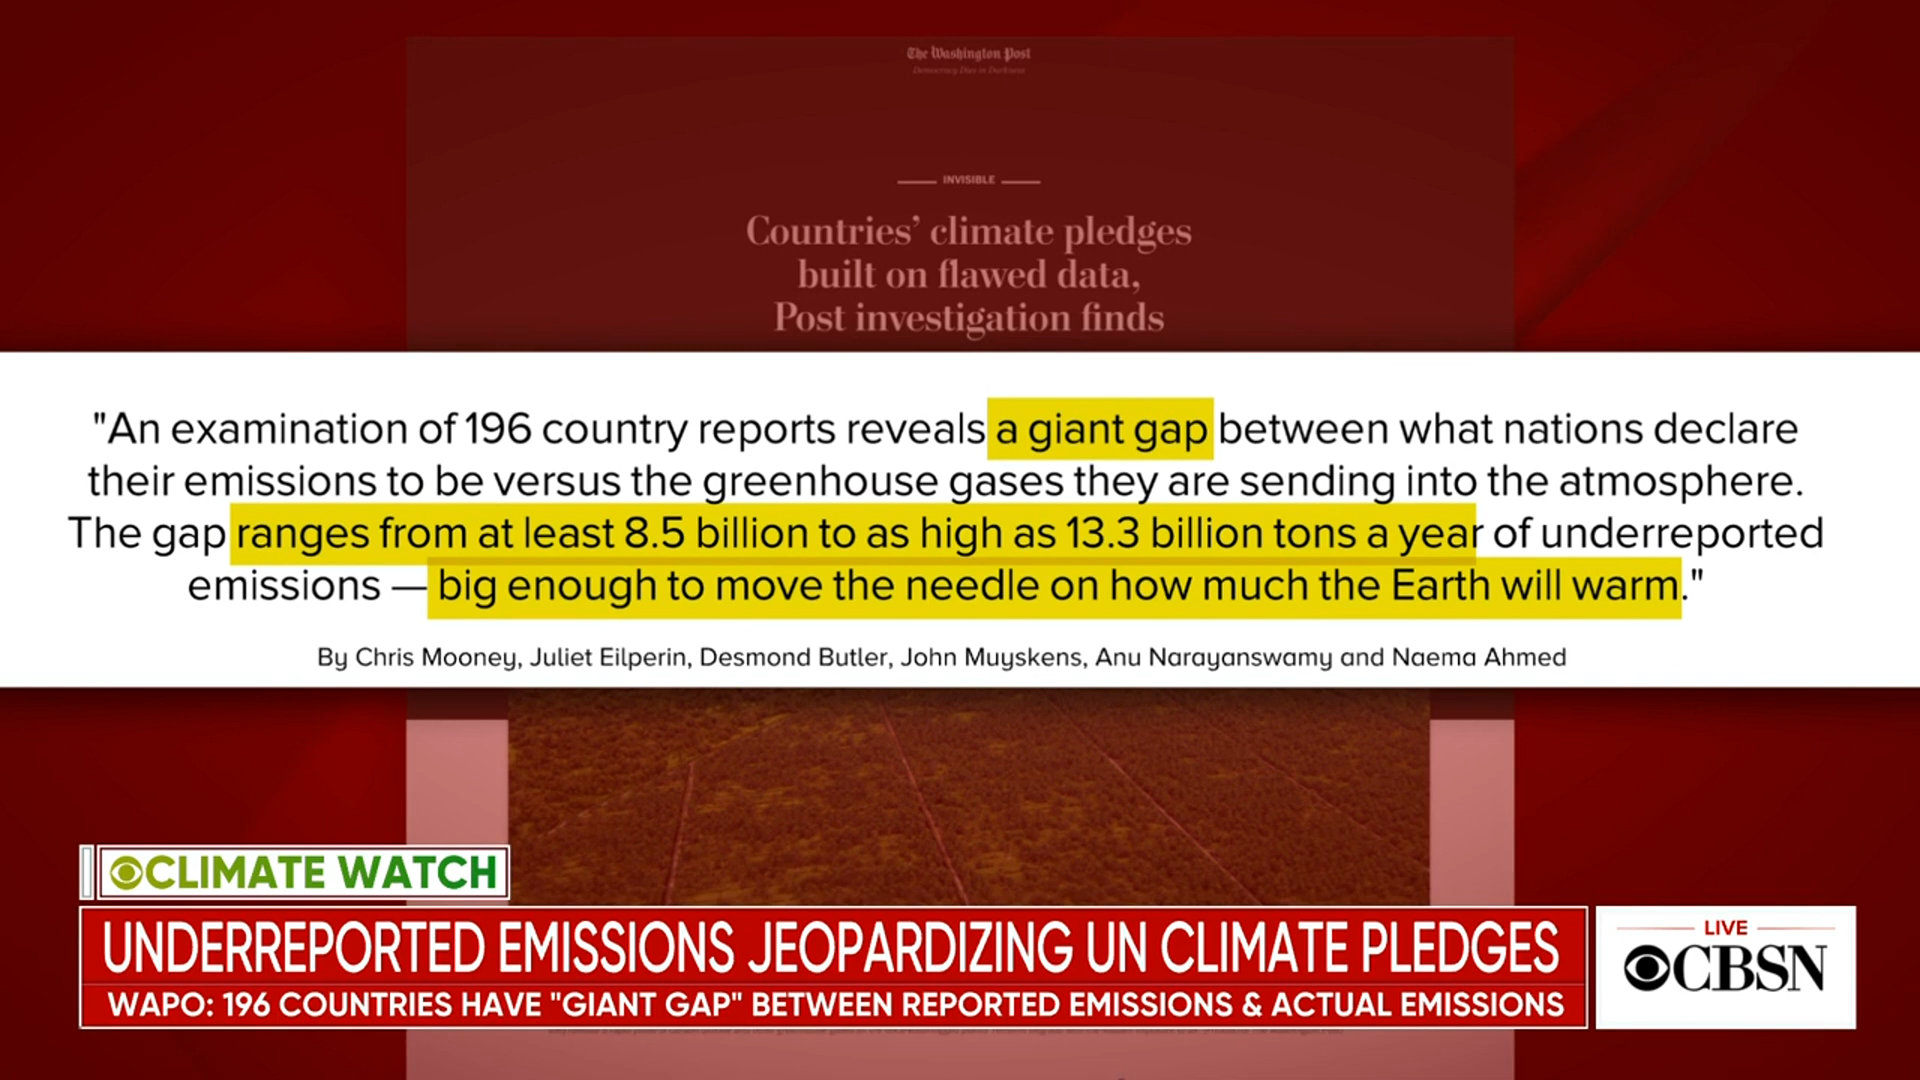 The Washington Post
Democracy Dies in Darkness
INVISIBLE
Countries’ climate pledges
built on flawed data,
Post investigation finds
"An examination of 196 country reports reveals a giant gap between what nations declare
their emissions to be versus the greenhouse gases they are sending into the atmosphere.
The gap ranges from at least 8.5 billion to as high as 13.3 billion tons a year of underreported
emissions — big enough to move the needle on how much the Earth will warm."
By Chris Mooney, Juliet Eilperin, Desmond Butler, John Muyskens, Anu Narayanswamy and Naema Ahmed
CLIMATE WATCH
UNDERREPORTED EMISSIONS JEOPARDIZING UN CLIMATE PLEDGES
WAPO: 196 COUNTRIES HAVE "GIANT GAP" BETWEEN REPORTED EMISSIONS & ACTUAL EMISSIONS
LIVE
CBSN